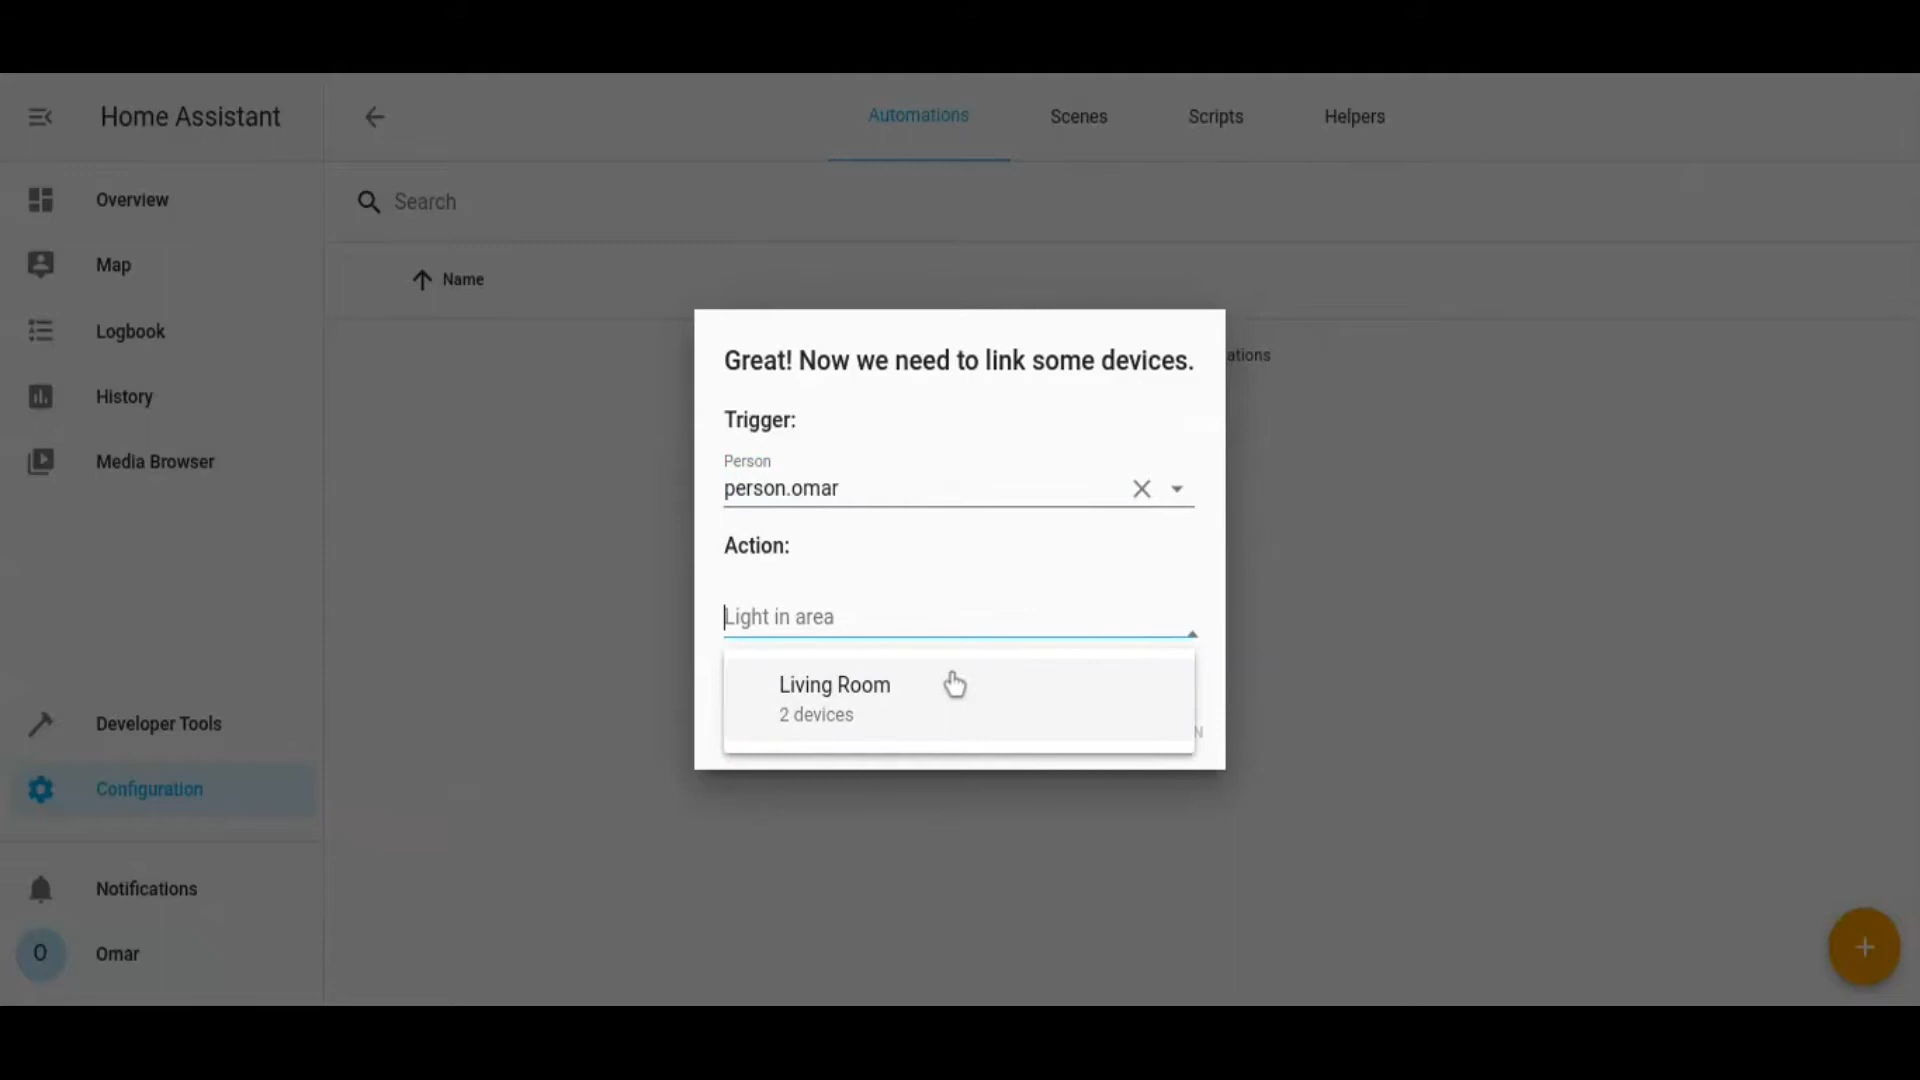 Home Assistant
Automations
Scenes
Scripts
Helpers
Overview
Search
Map
Name
Logbook
History
Media Browser
Great! Now we need to link some devices.
ations
Trigger:
Person
person.omar
Action:
Light in area
Living Room
2 devices
N
Developer Tools
Configuration
Notifications
O
Omar